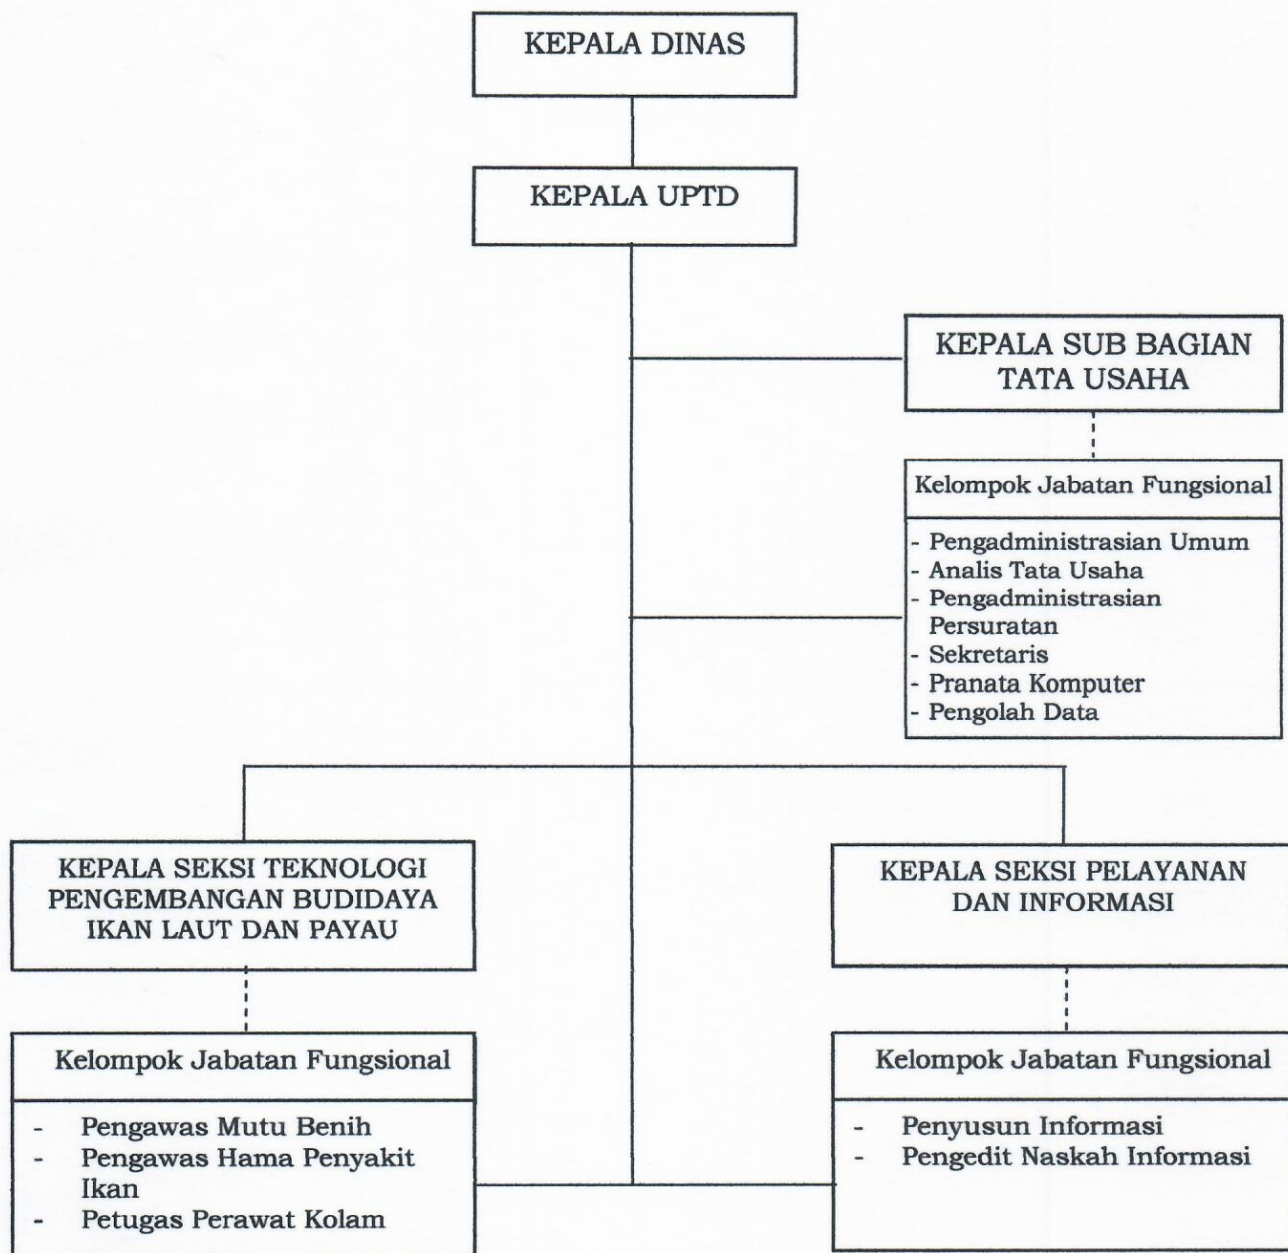 KEPALA DINAS
KEPALA UPTD
KEPALA SUB BAGIAN
TATA USAHA
Kelompok Jabatan Fungsional
- Pengadministrasian Umum
- Analis Tata Usaha
- Pengadministrasian
Persuratan
- Sekretaris
- Pranata Komputer
- Pengolah Data
KEPALA SEKSI TEKNOLOGI
PENGEMBANGAN BUDIDAYA
IKAN LAUT DAN PAYAU
Kelompok Jabatan Fungsional
- Pengawas Mutu Benih
- Pengawas Hama Penyakit
Ikan
- Petugas Perawat Kolam
KEPALA SEKSI PELAYANAN
DAN INFORMASI
Kelompok Jabatan Fungsional
- Penyusun Informasi
- Pengedit Naskah Informasi